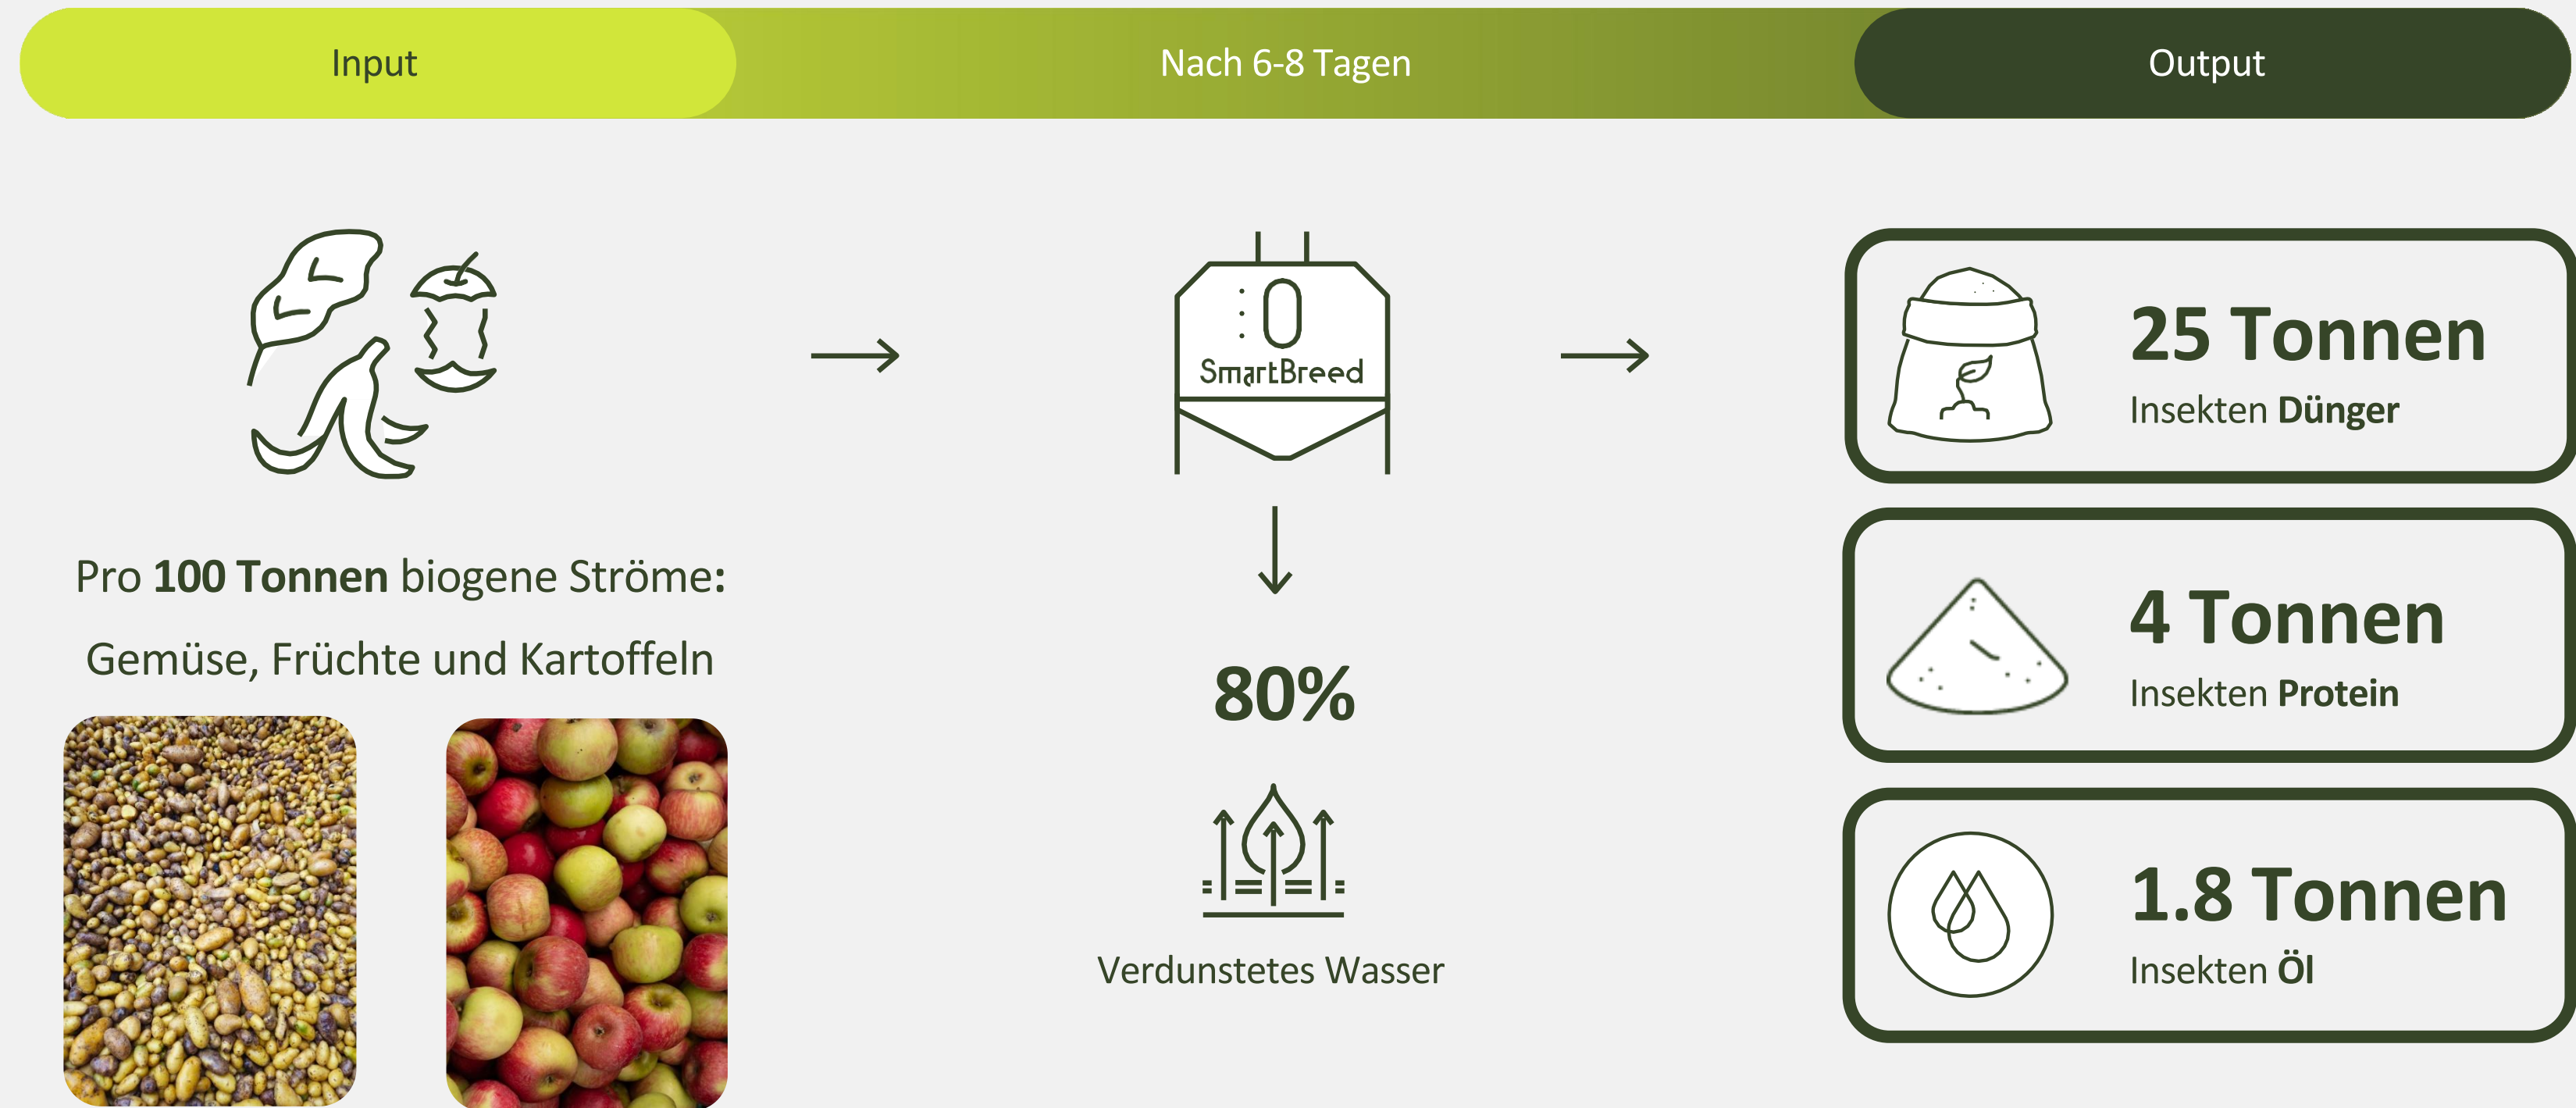 Input
Nach 6-8 Tagen
Output
Pro 100 Tonnen biogene Ströme:
Gemüse, Früchte und Kartoffeln
SmartBreed
80%
Verdunstetes Wasser
25 Tonnen
Insekten Dünger
4 Tonnen
Insekten Protein
1.8 Tonnen
Insekten Öl